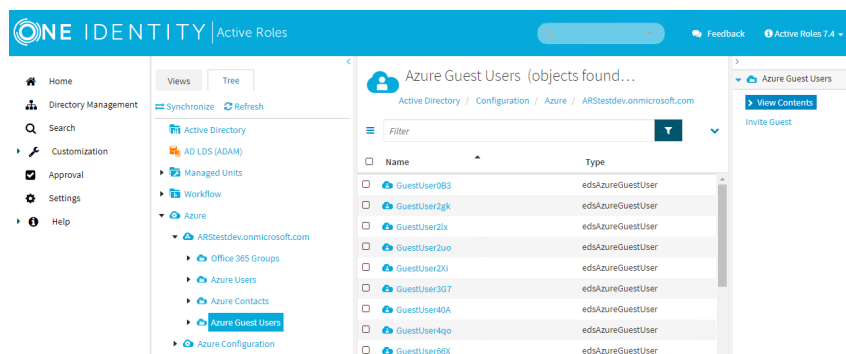 ONE IDENTITY Active Roles
Feedback
Active Roles 7.4
Home
Directory Management
Search
Customization
Approval
Settings
Help
Views Tree
Synchronize Refresh
Active Directory
AD LDS (ADAM)
Managed Units
Workflow
Azure
ARStestdev.onmicrosoft.com
Office 365 Groups
Azure Users
Azure Contacts
Azure Guest Users
Azure Configuration
Azure Guest Users (objects found...
Active Directory / Configuration / Azure / ARStestdev.onmicrosoft.com
Filter
Name Type
GuestUser0B3 edsAzureGuestUser
GuestUser2gk edsAzureGuestUser
GuestUser2lx edsAzureGuestUser
GuestUser2uo edsAzureGuestUser
GuestUser2Xi edsAzureGuestUser
GuestUser3G7 edsAzureGuestUser
GuestUser40A edsAzureGuestUser
GuestUser4qo edsAzureGuestUser
GuestUser66X edsAzureGuestUser
Azure Guest Users
View Contents
Invite Guest